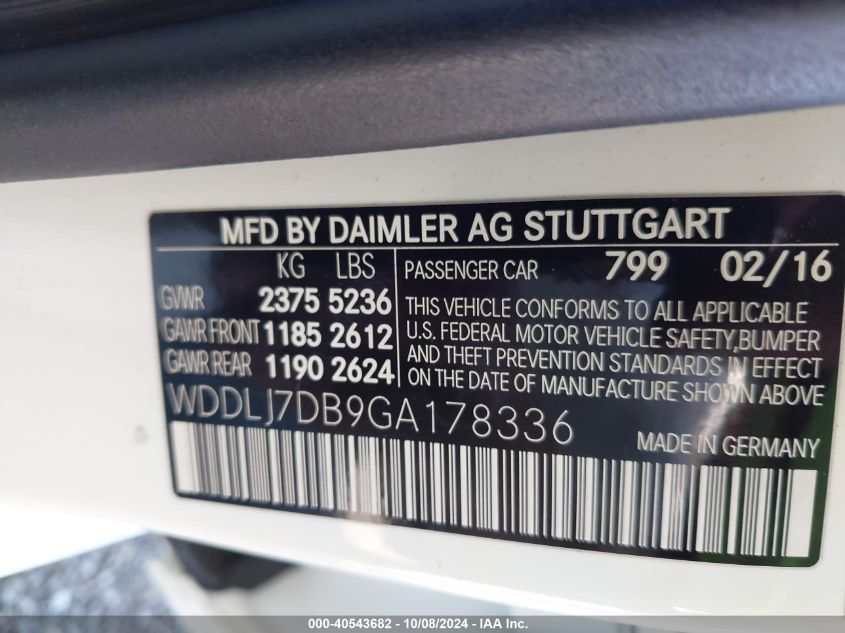 MFD BY DAIMLER AG STUTTGART
KG LBS
GVWR 2375 5236
GAWR FRONT 1185 2612
GAWR REAR 1190 2624
PASSENGER CAR 799 02/16
THIS VEHICLE CONFORMS TO ALL APPLICABLE
U.S. FEDERAL MOTOR VEHICLE SAFETY,BUMPER
AND THEFT PREVENTION STANDARDS IN EFFECT
ON THE DATE OF MANUFACTURE SHOWN ABOVE
WDDLJ7DB9GA178336
MADE IN GERMANY
000-40543682 - 10/08/2024 - IAA Inc.